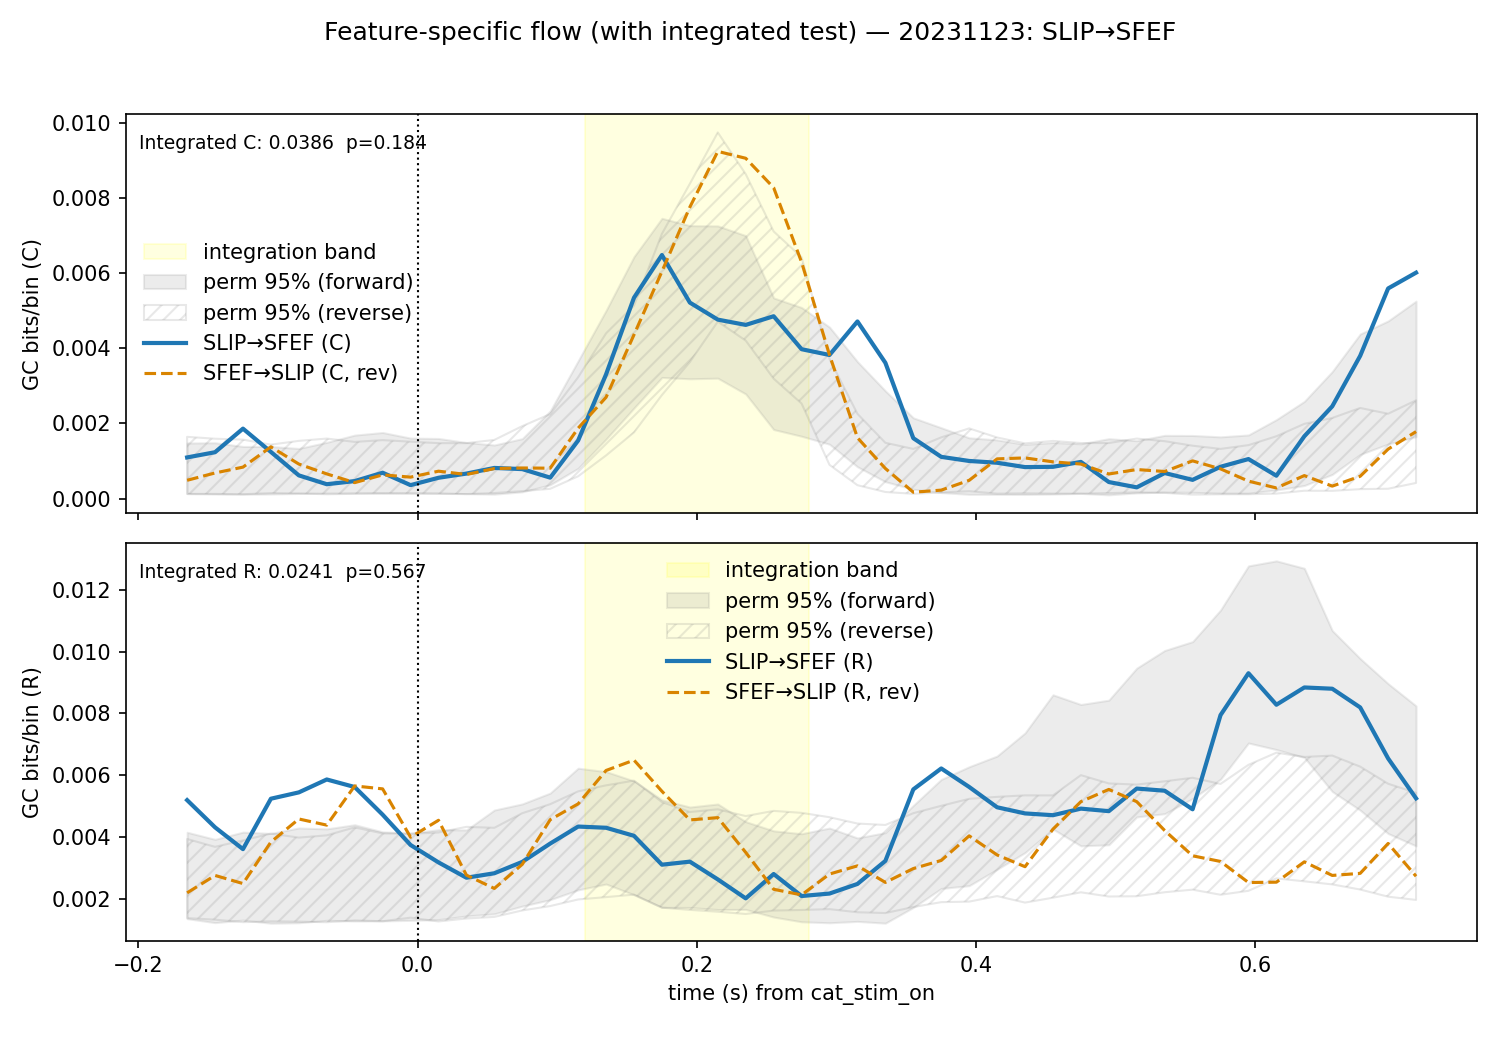 Feature-specific flow (with integrated test) — 20231123: SLIP→SFEF
Integrated C: 0.0386  p=0.184
integration band
perm 95% (forward)
perm 95% (reverse)
SLIP→SFEF (C)
SFEF→SLIP (C, rev)
GC bits/bin (C)
0.010
0.008
0.006
0.004
0.002
0.000
Integrated R: 0.0241  p=0.567
integration band
perm 95% (forward)
perm 95% (reverse)
SLIP→SFEF (R)
SFEF→SLIP (R, rev)
GC bits/bin (R)
0.012
0.010
0.008
0.006
0.004
0.002
−0.2 0.0 0.2 0.4 0.6
time (s) from cat_stim_on